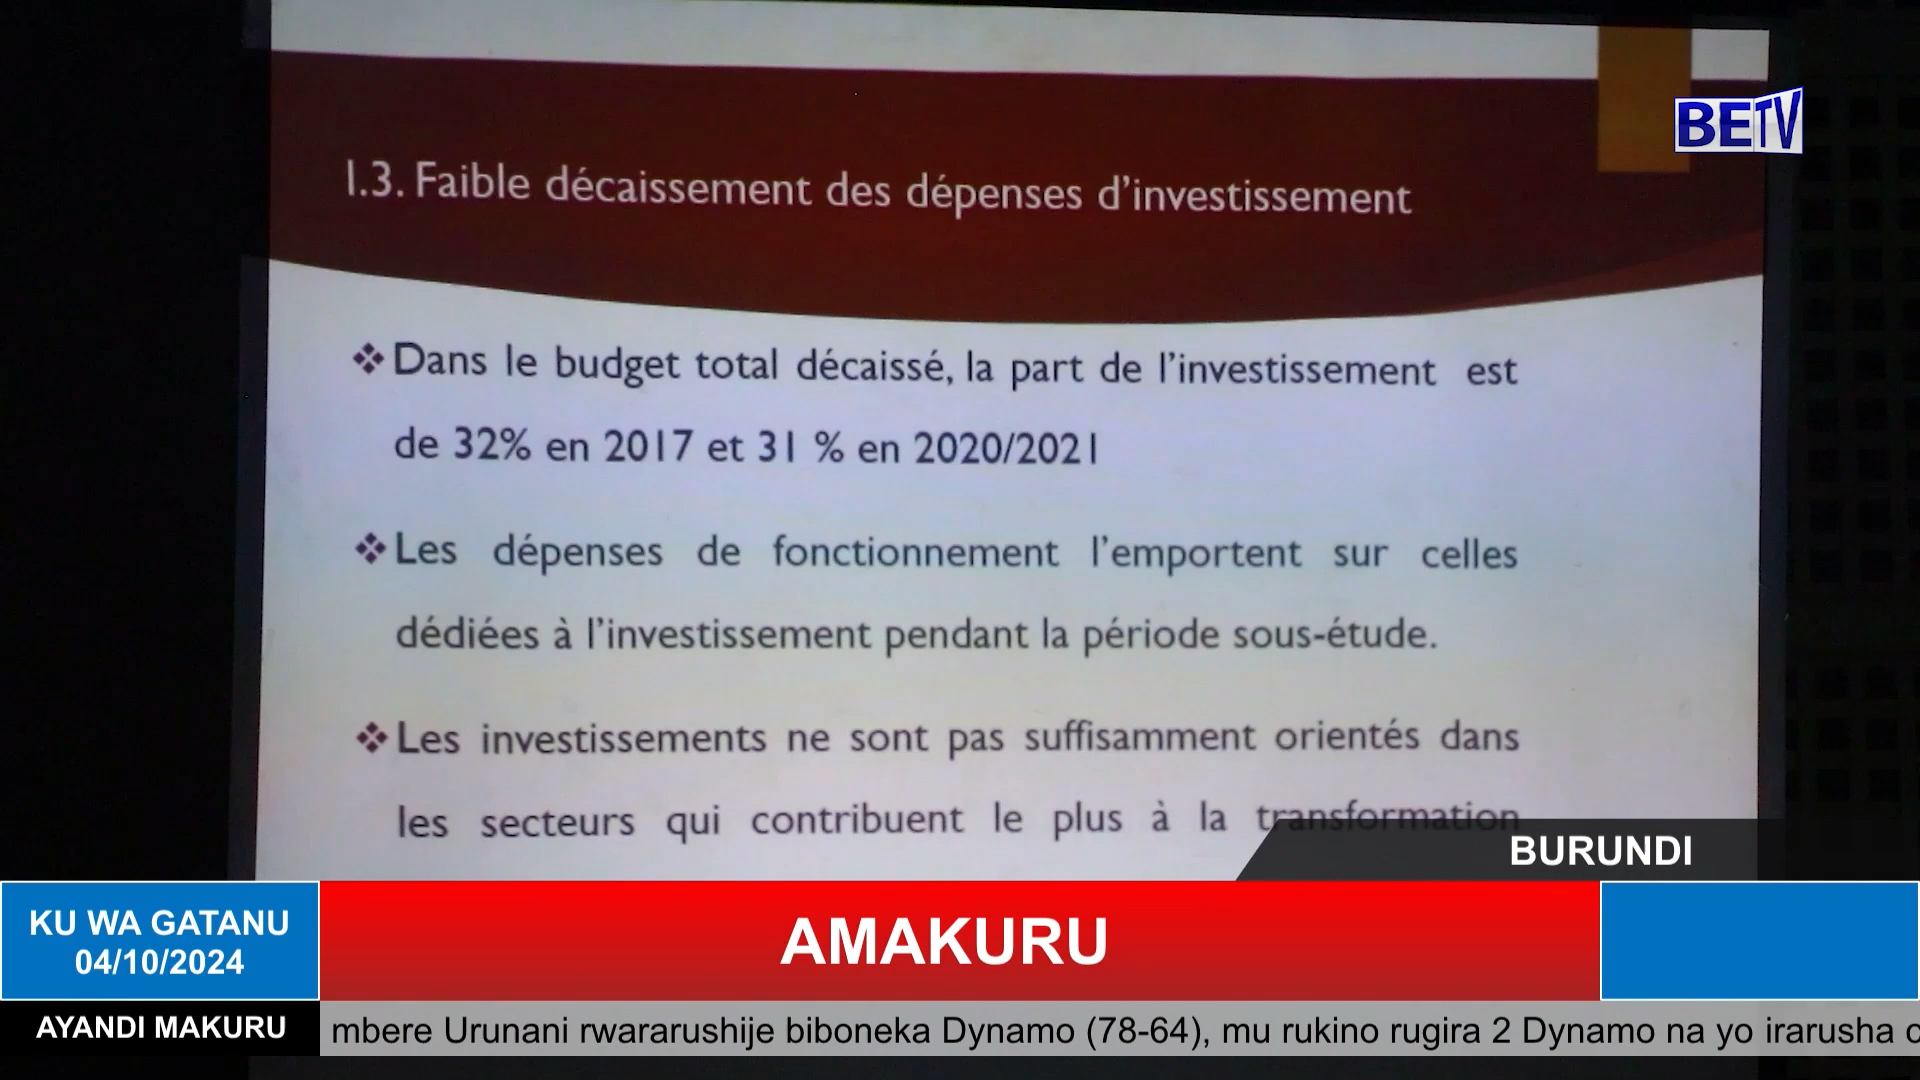 BETV
I.3. Faible décaissement des dépenses d'investissement
❖Dans le budget total décaissé, la part de l'investissement est
de 32% en 2017 et 31 % en 2020/2021
❖Les dépenses de fonctionnement l'emportent sur celles
dédiées à l'investissement pendant la période sous-étude.
❖Les investissements ne sont pas suffisamment orientés dans
les secteurs qui contribuent le plus à la transformation
BURUNDI
KU WA GATANU
04/10/2024
AMAKURU
AYANDI MAKURU
mbere Urunani rwararushije biboneka Dynamo (78-64), mu rukino rugira 2 Dynamo na yo irarusha